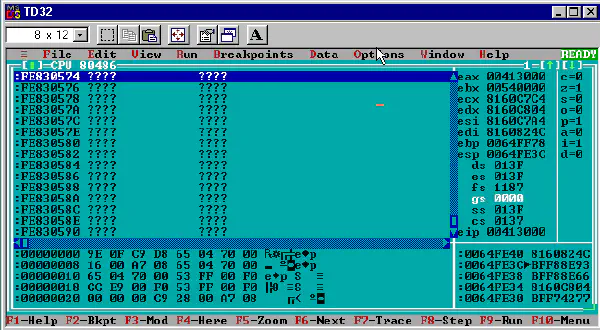 TD32
8 x 12
≡ File Edit View Run Breakpoints Data Options Window Help READY
[■]=CPU 80486 1=[↑][↓]
:FE830574 ???? ???? eax 00413000 c=0
:FE830576 ???? ???? ebx 00540000 z=1
:FE830578 ???? ???? ecx 8160C7C4 s=0
:FE83057A ???? ???? edx 8160C804 o=0
:FE83057C ???? ???? esi 8160C7A4 p=1
:FE83057E ???? ???? edi 8160824C a=0
:FE830580 ???? ???? ebp 0064FF78 i=1
:FE830582 ???? ???? esp 0064FE3C d=0
:FE830584 ???? ???? ds 013F
:FE830586 ???? ???? es 013F
:FE830588 ???? ???? fs 1187
:FE83058A ???? ???? gs 0000
:FE83058C ???? ???? ss 013F
:FE83058E ???? ???? cs 0137
:FE830590 ???? ???? eip 00413000
:00000000 9E 0F C9 D8 65 04 70 00 :0064FE40 8160824C
:00000008 16 00 A7 08 65 04 70 00 :0064FE3C▶BFF88E93
:00000010 65 04 70 00 53 FF 00 F0 e♦p S ≡ :0064FE38 BFF88E66
:00000018 CC E9 00 F0 53 FF 00 F0 :0064FE34 8160C804
:00000020 00 00 00 C9 28 00 A7 08 :0064FE30 BFF74277
F1-Help F2-Bkpt F3-Mod F4-Here F5-Zoom F6-Next F7-Trace F8-Step F9-Run F10-Menu